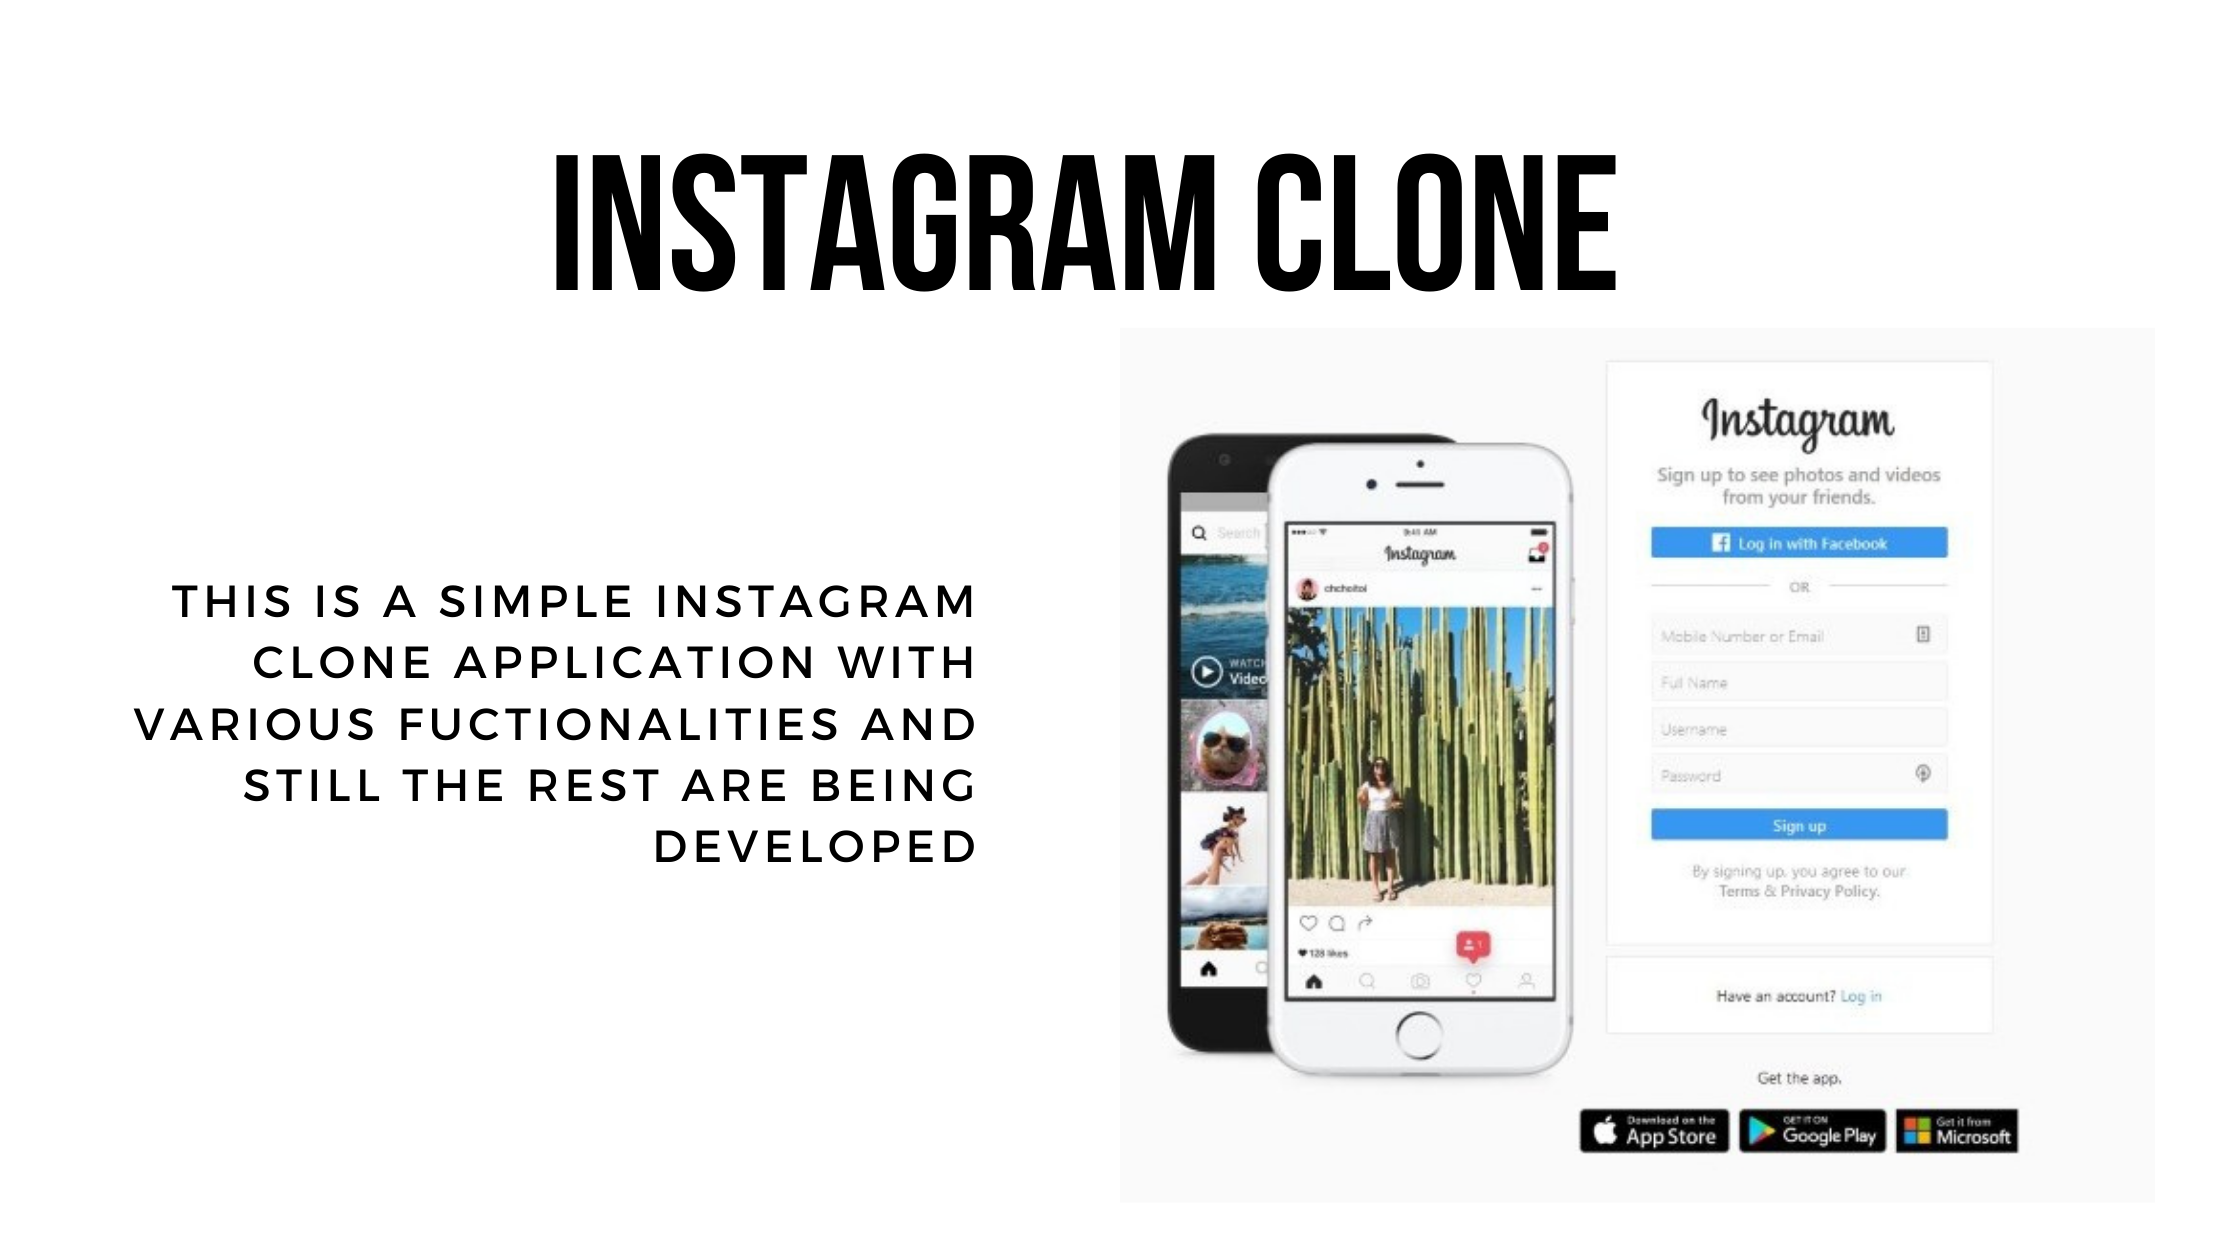 INSTAGRAM CLONE
THIS IS A SIMPLE INSTAGRAM
CLONE APPLICATION WITH
VARIOUS FUCTIONALITIES AND
STILL THE REST ARE BEING
DEVELOPED
Search
WATCH
Video
9:41 AM
Instagram
chcheitoi
1
128 likes
Instagram
Sign up to see photos and videos
from your friends.
Log in with Facebook
OR
Mobile Number or Email
Full Name
Username
Password
Sign up
By signing up, you agree to our
Terms & Privacy Policy.
Have an account? Log in
Get the app.
Download on the
App Store
GET IT ON
Google Play
Get it from
Microsoft